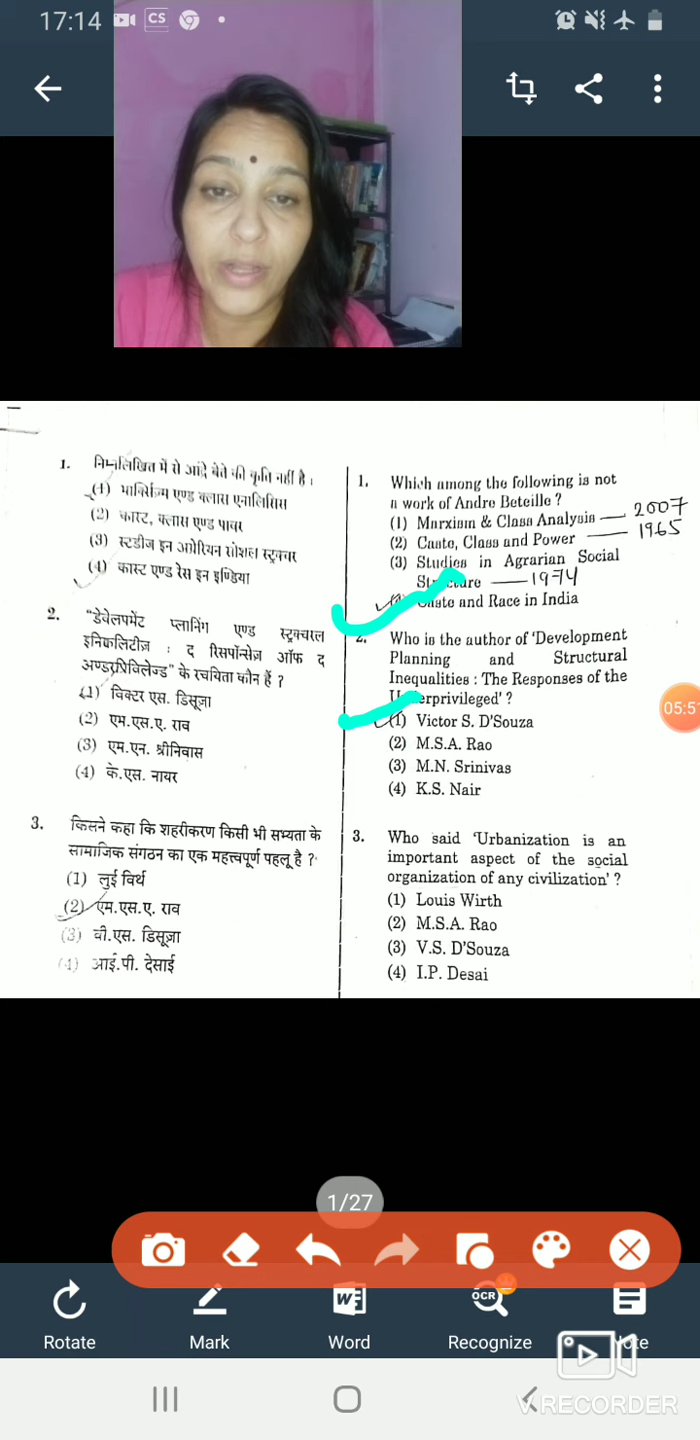 17:14
CS
1. निम्नलिखित में से आंद्रे बेते की कृति नहीं है।
(1) मार्क्सिज्म एण्ड क्लास एनालिसिस
(2) कास्ट, क्लास एण्ड पावर
(3) स्टडीज इन अग्रेरियन सोशल स्ट्रक्चर
(4) कास्ट एण्ड रेस इन इण्डिया
2. "डेवेलपमेंट प्लानिंग एण्ड स्ट्रक्चरल
इनिकलिटीज़ : द रिसपॉन्सेज़ ऑफ द
अण्डरप्रिविलेज्ड" के रचयिता कौन हैं ?
(1) विक्टर एस. डिसूज़ा
(2) एम.एस.ए. राव
(3) एम.एन. श्रीनिवास
(4) के.एस. नायर
3. किसने कहा कि शहरीकरण किसी भी सभ्यता के
सामाजिक संगठन का एक महत्त्वपूर्ण पहलू है ?
(1) लुई विर्थ
(2) एम.एस.ए. राव
(3) वी.एस. डिसूज़ा
(4) आई.पी. देसाई
1. Which among the following is not
a work of Andre Beteille ?
(1) Marxism & Class Analysis — 2007
(2) Caste, Class and Power — 1965
(3) Studies in Agrarian Social
Structure — 1974
Caste and Race in India
2. Who is the author of 'Development
Planning and Structural
Inequalities : The Responses of the
Underprivileged' ?
(1) Victor S. D'Souza
(2) M.S.A. Rao
(3) M.N. Srinivas
(4) K.S. Nair
3. Who said 'Urbanization is an
important aspect of the social
organization of any civilization' ?
(1) Louis Wirth
(2) M.S.A. Rao
(3) V.S. D'Souza
(4) I.P. Desai
05:51
1/27
W
OCR
Rotate Mark Word Recognize Note
V RECORDER